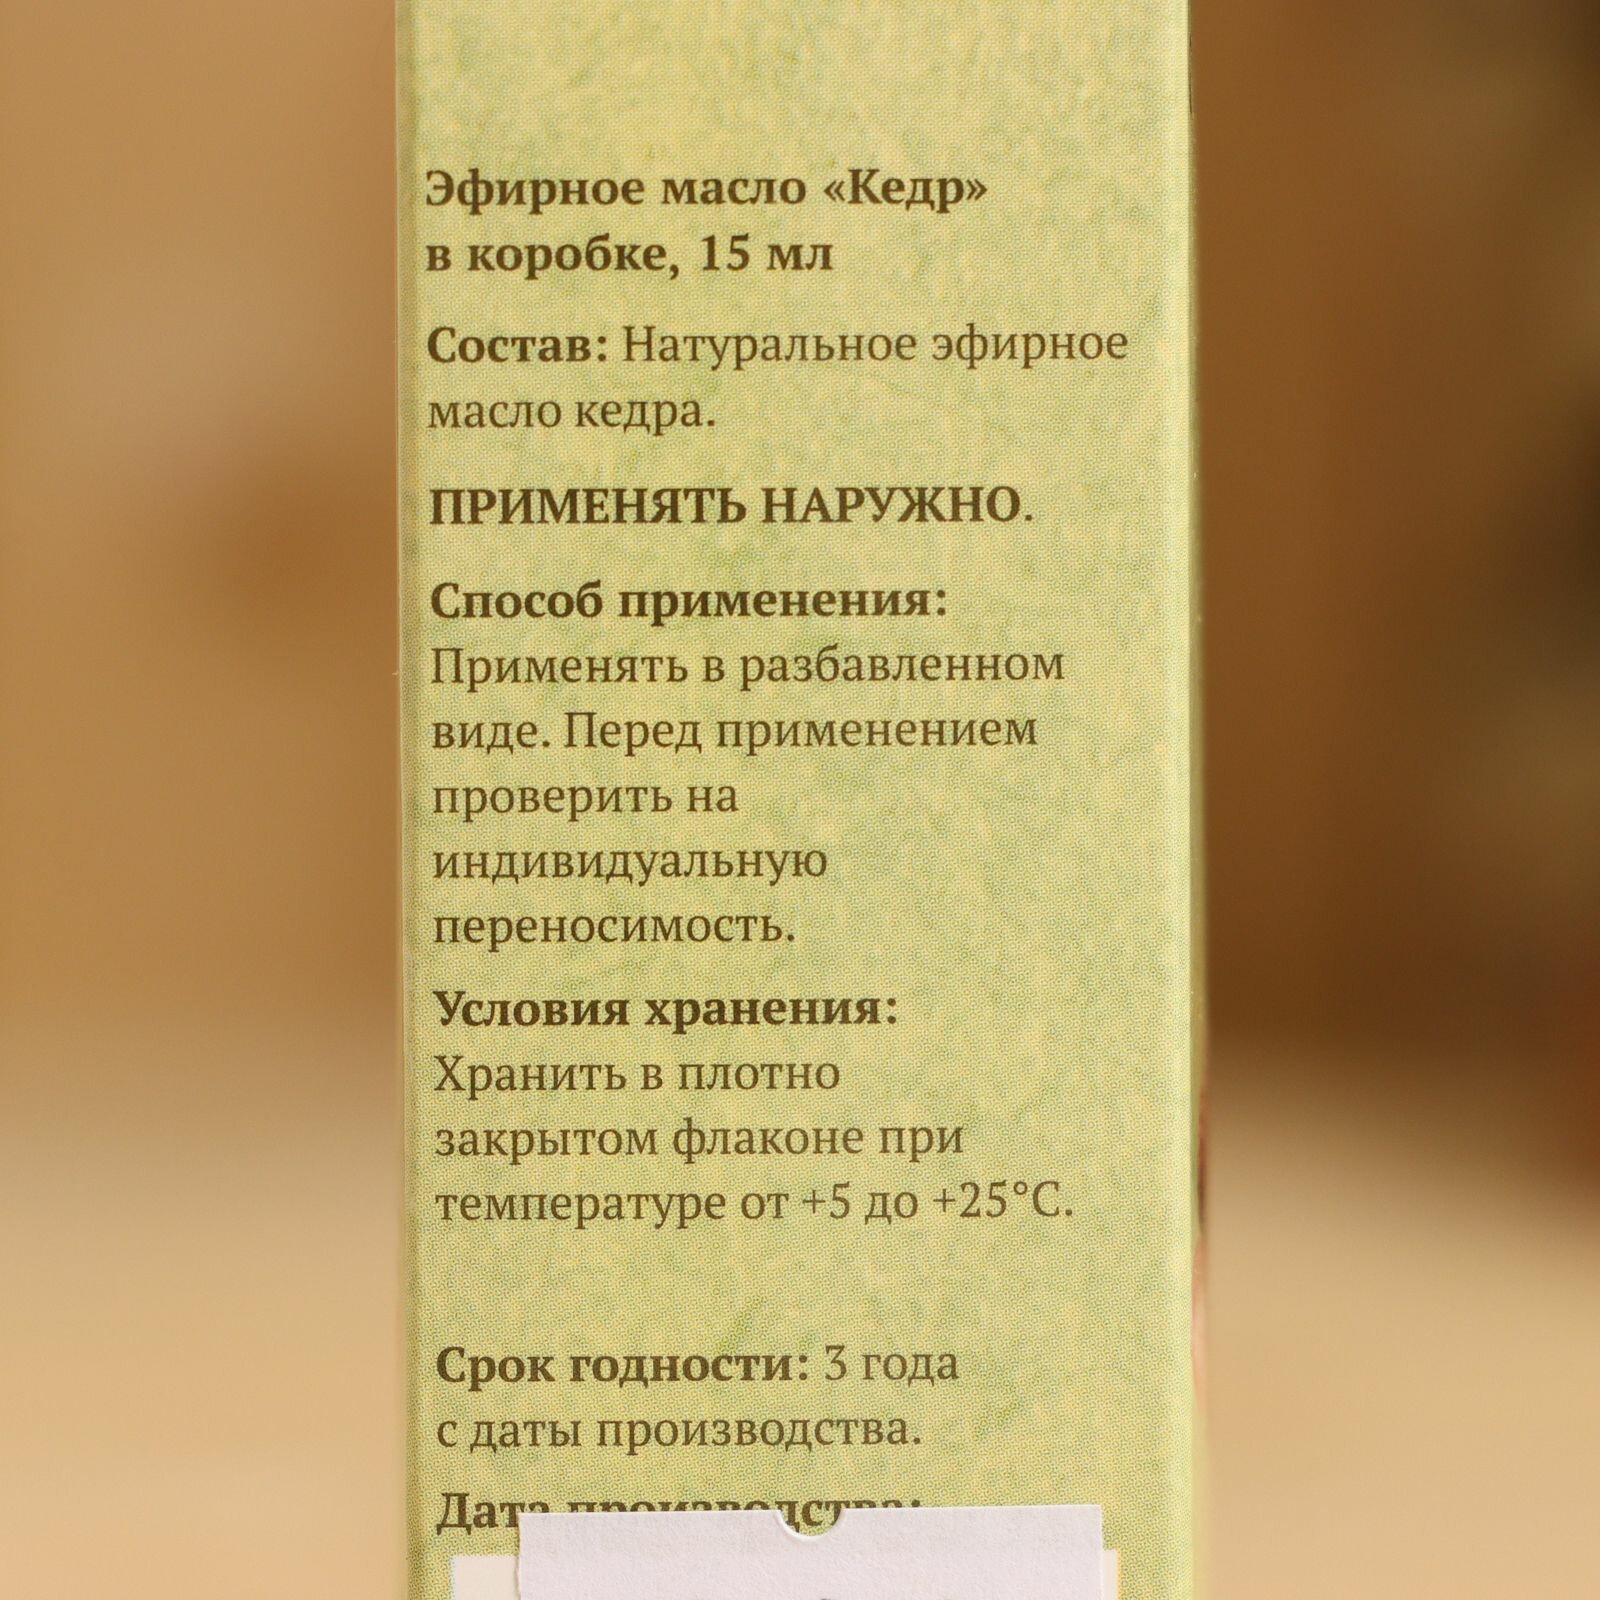 Эфирное масло «Кедр»
в коробке, 15 мл
Состав: Натуральное эфирное
масло кедра.
ПРИМЕНЯТЬ НАРУЖНО.
Способ применения:
Применять в разбавленном
виде. Перед применением
проверить на
индивидуальную
переносимость.
Условия хранения:
Хранить в плотно
закрытом флаконе при
температуре от +5 до +25°С.
Срок годности: 3 года
с даты производства.
Дата производства: